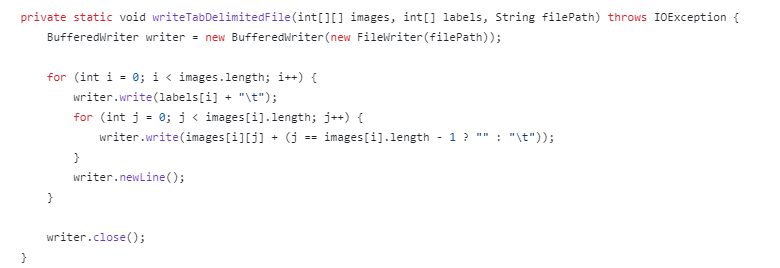 private static void writeTabDelimitedFile(int[][] images, int[] labels, String filePath) throws IOException {
    BufferedWriter writer = new BufferedWriter(new FileWriter(filePath));

    for (int i = 0; i < images.length; i++) {
        writer.write(labels[i] + "\t");
        for (int j = 0; j < images[i].length; j++) {
            writer.write(images[i][j] + (j == images[i].length - 1 ? "" : "\t"));
        }
        writer.newLine();
    }

    writer.close();
}